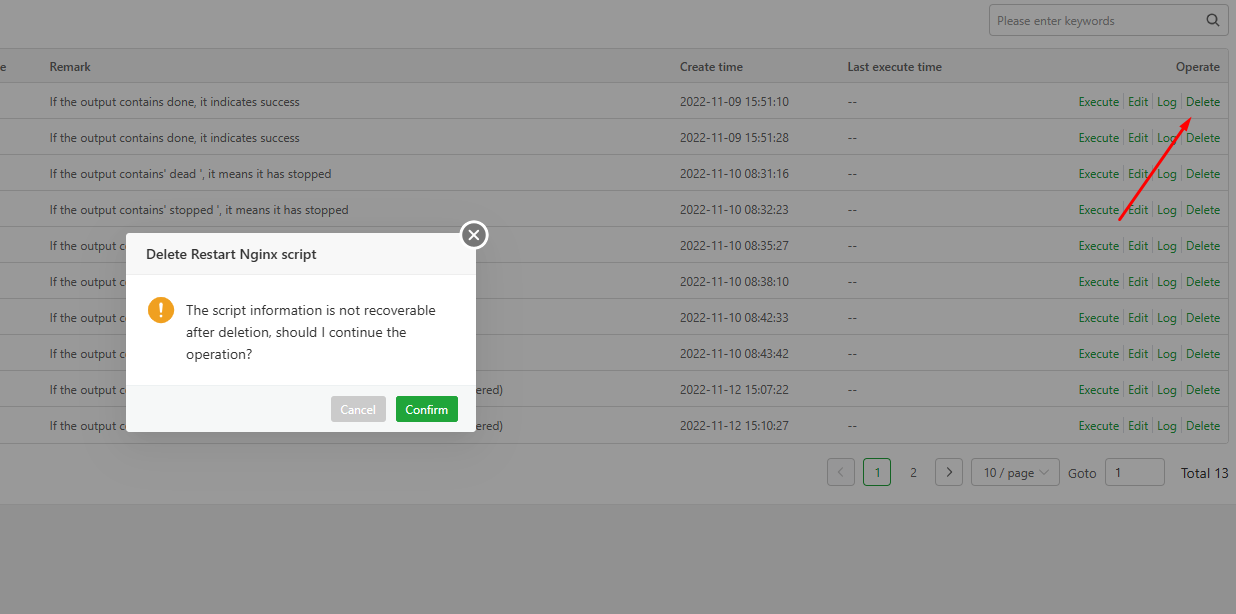 Please enter keywords
e Remark Create time Last execute time Operate
If the output contains done, it indicates success 2022-11-09 15:51:10 -- Execute Edit Log Delete
If the output contains done, it indicates success 2022-11-09 15:51:28 -- Execute Edit Log Delete
If the output contains' dead ', it means it has stopped 2022-11-10 08:31:16 -- Execute Edit Log Delete
If the output contains' stopped ', it means it has stopped 2022-11-10 08:32:23 -- Execute Edit Log Delete
If the output c 2022-11-10 08:35:27 -- Execute Edit Log Delete
If the output c 2022-11-10 08:38:10 -- Execute Edit Log Delete
If the output c 2022-11-10 08:42:33 -- Execute Edit Log Delete
If the output c 2022-11-10 08:43:42 -- Execute Edit Log Delete
If the output c ered) 2022-11-12 15:07:22 -- Execute Edit Log Delete
If the output c ered) 2022-11-12 15:10:27 -- Execute Edit Log Delete
Delete Restart Nginx script
The script information is not recoverable
after deletion, should I continue the
operation?
Cancel Confirm
1 2 10 / page Goto 1 Total 13